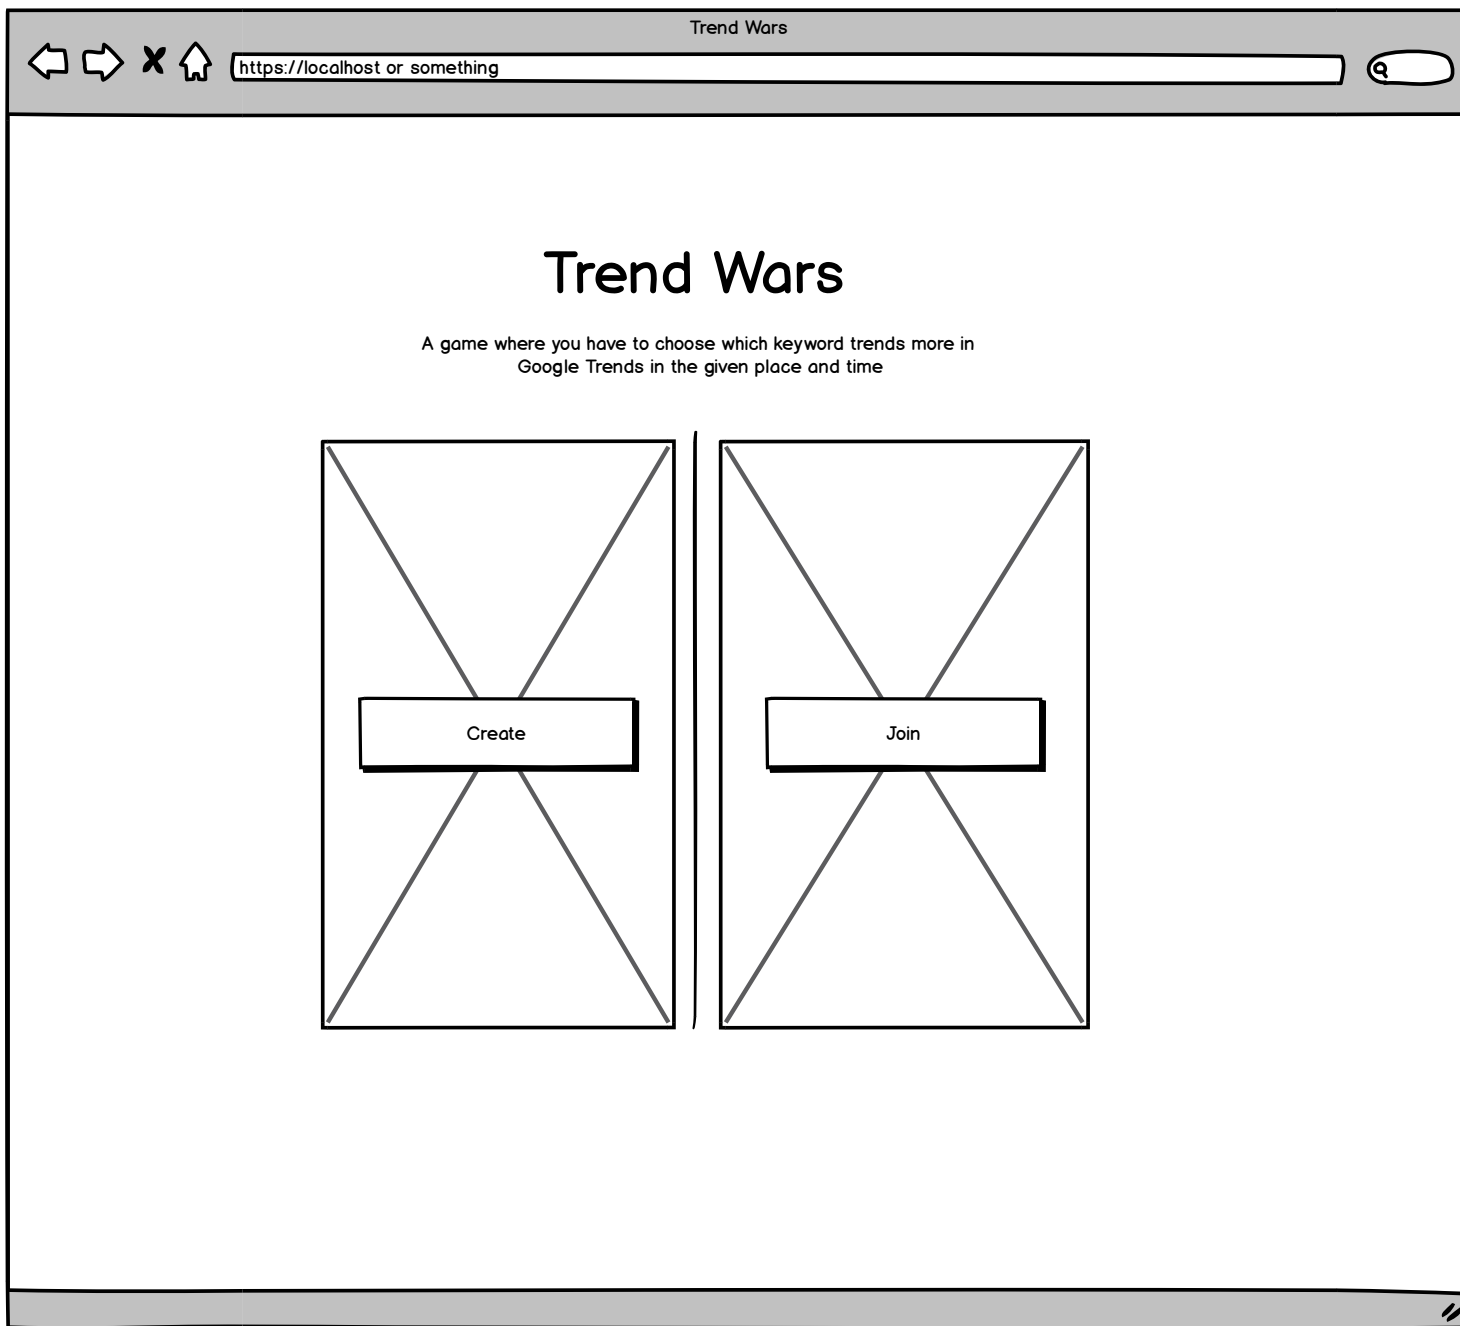 Trend Wars
https://localhost or something
Trend Wars
A game where you have to choose which keyword trends more in
Google Trends in the given place and time
Create
Join